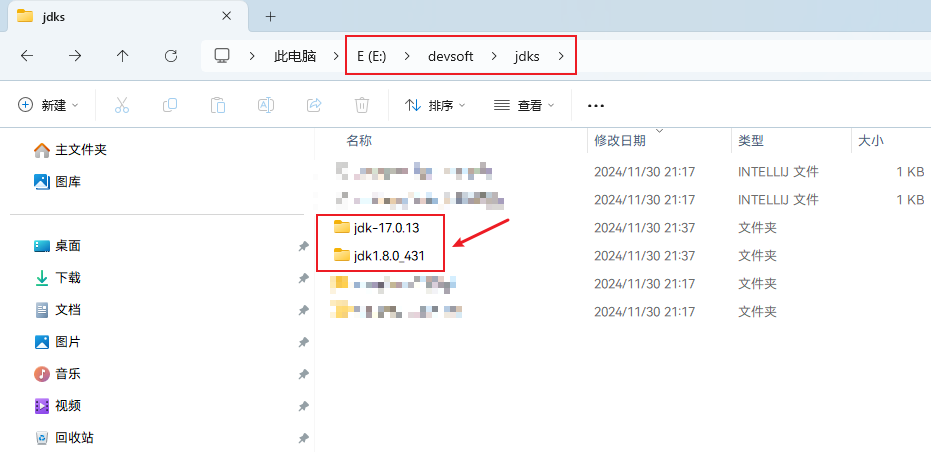 jdks
此电脑 E (E:) devsoft jdks
新建 排序 查看
名称 修改日期 类型 大小
主文件夹
图库
桌面
下载
文档
图片
音乐
视频
回收站
2024/11/30 21:17 INTELLIJ 文件 1 KB
2024/11/30 21:17 INTELLIJ 文件 1 KB
jdk-17.0.13 2024/11/30 21:37 文件夹
jdk1.8.0_431 2024/11/30 21:37 文件夹
2024/11/30 21:17 文件夹
2024/11/30 21:17 文件夹